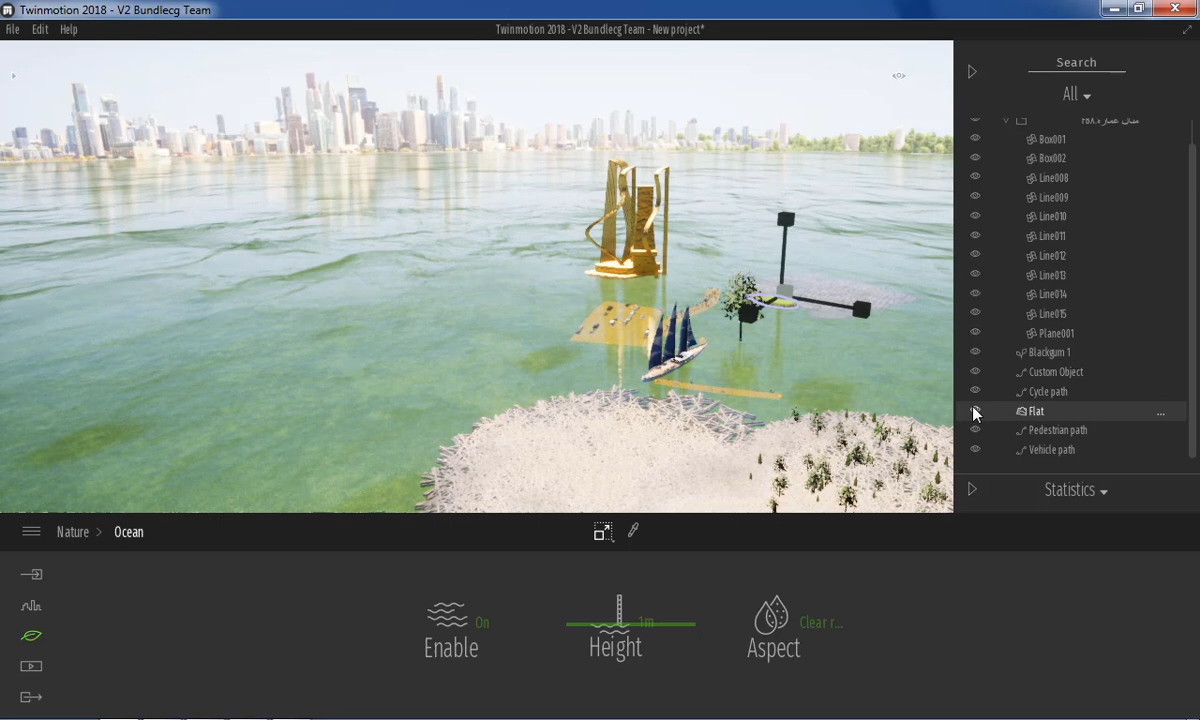 Twinmotion 2018 - V2 Bundlecg Team
File Edit Help
Twinmotion 2018 - V2 Bundlecg Team - New project*
Search
All
Box001
Box002
Line008
Line009
Line010
Line011
Line012
Line013
Line014
Line015
Plane001
Blackgum 1
Custom Object
Cycle path
Flat ...
Pedestrian path
Vehicle path
Statistics
Nature > Ocean
On
Enable
1m
Height
Clear r...
Aspect